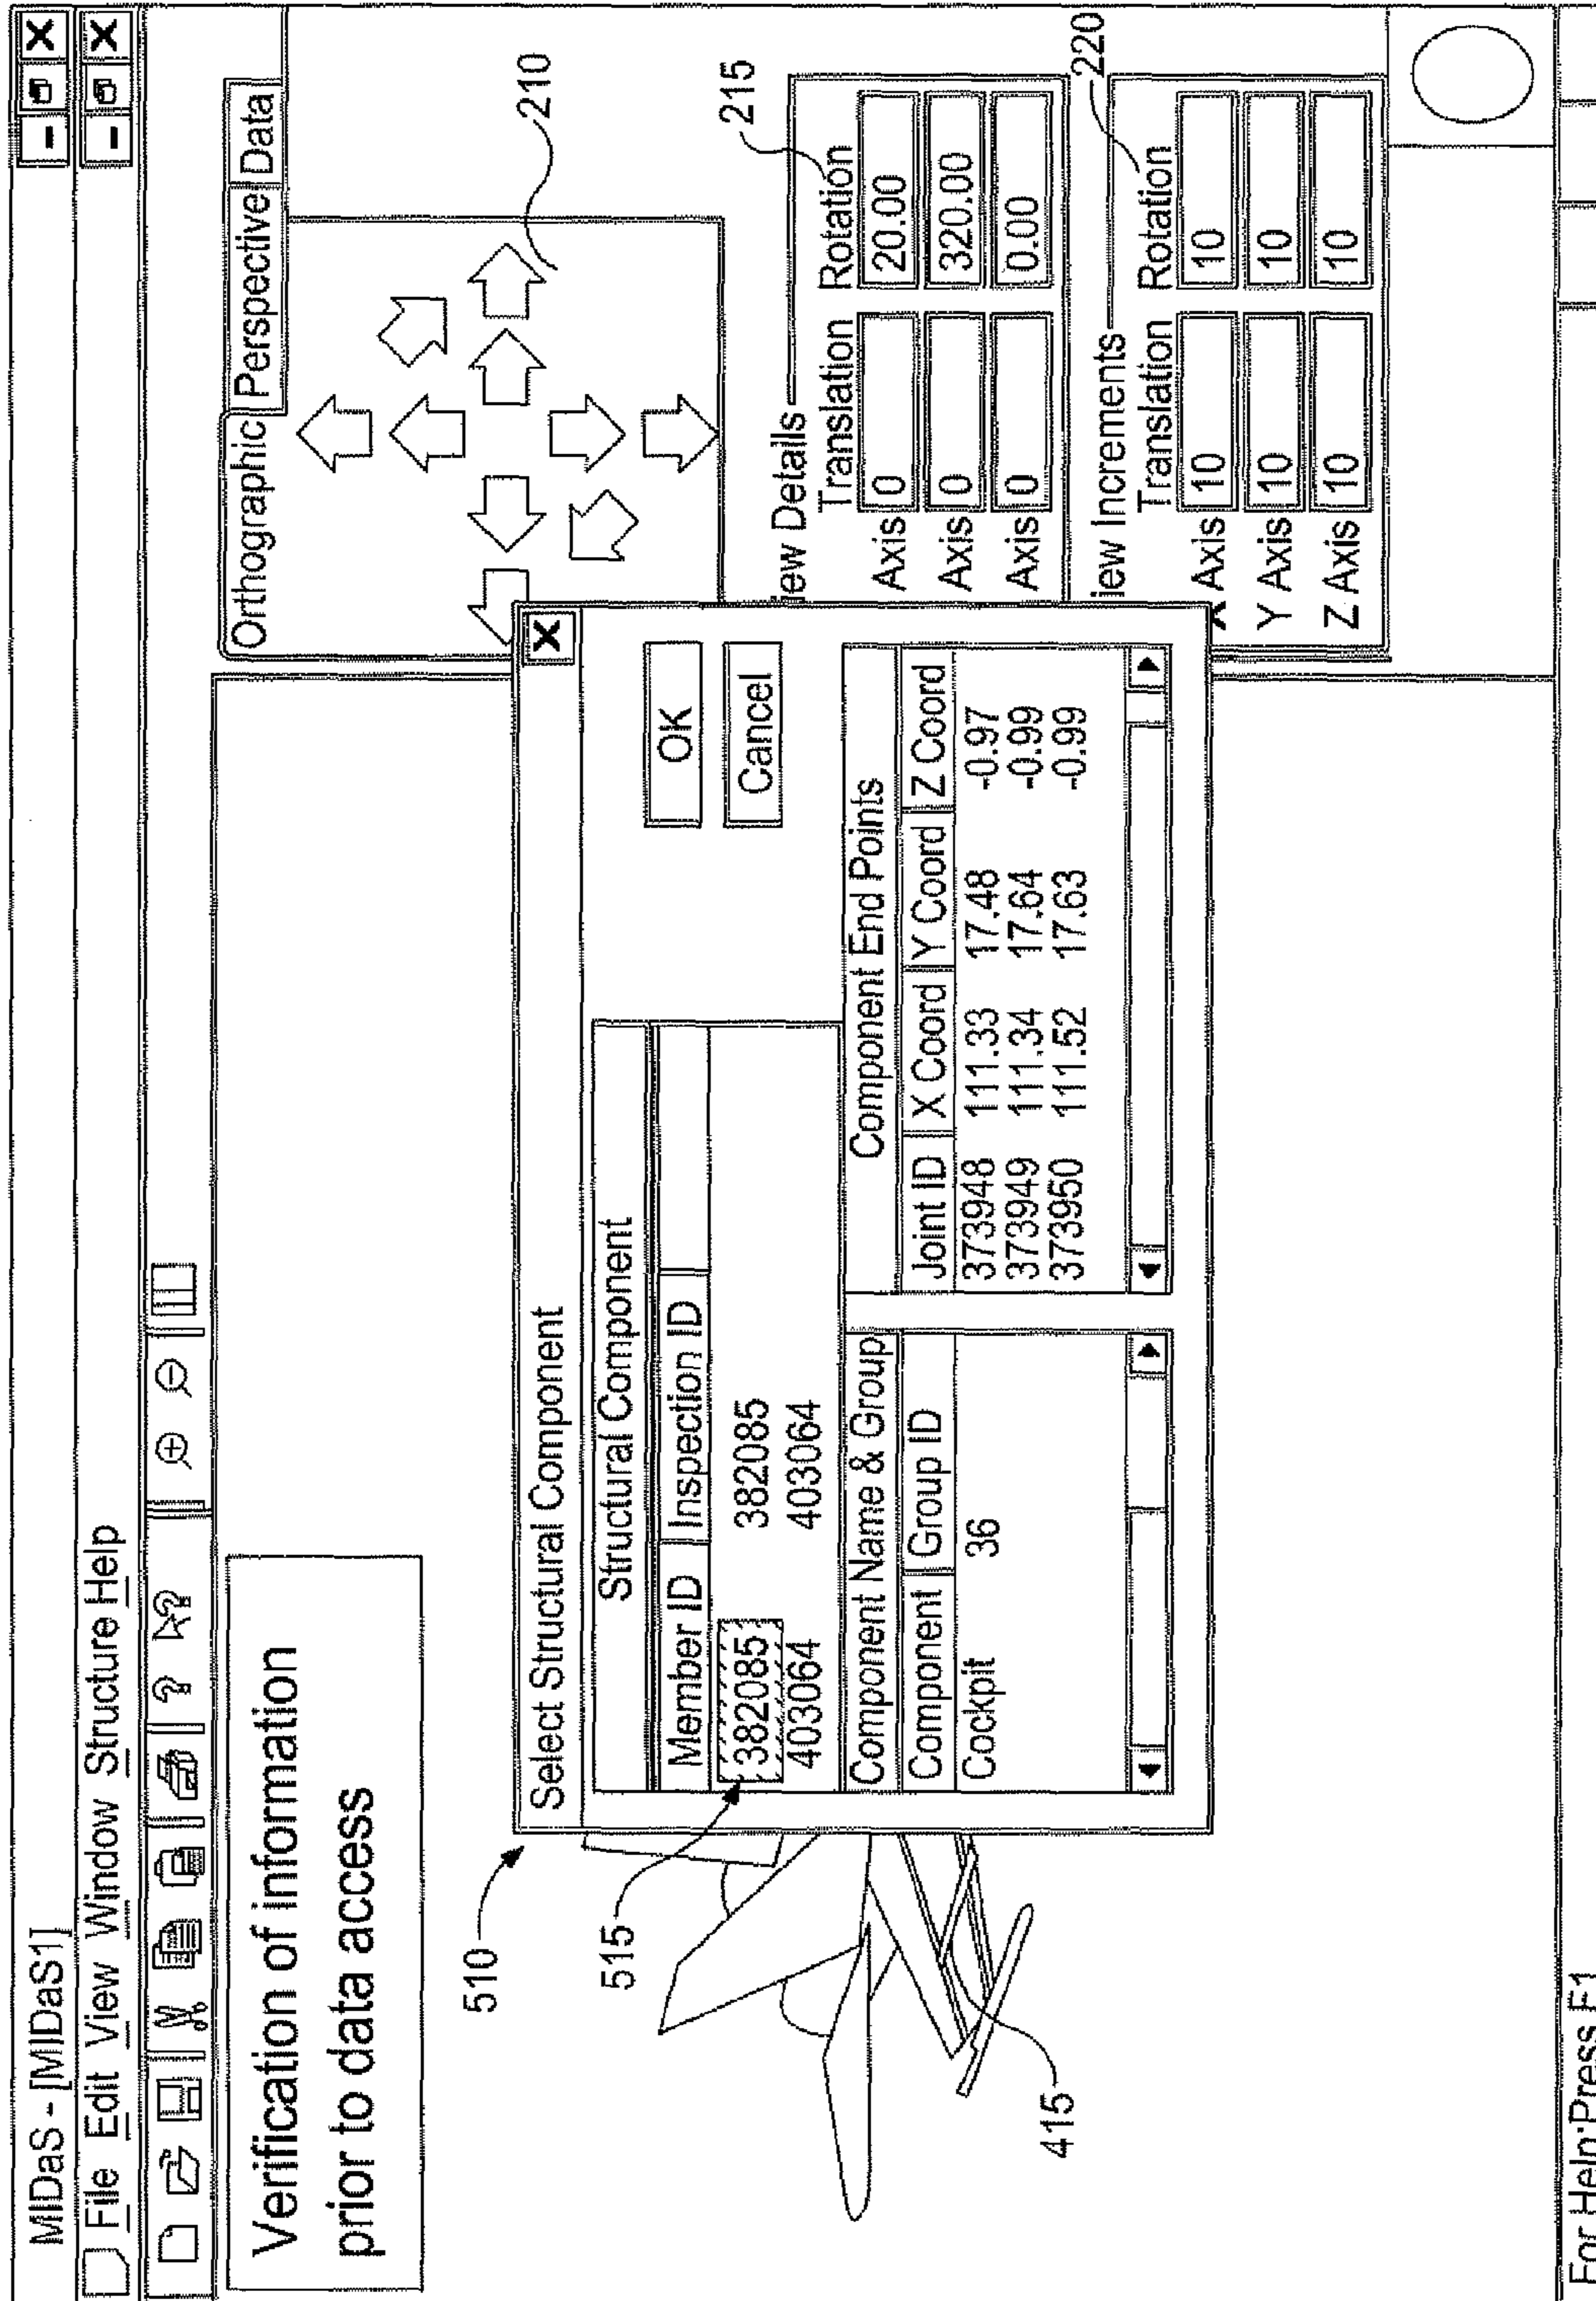 MIDaS - [MIDaS1]
File Edit View Window Structure Help
Verification of information
prior to data access
Orthographic Perspective Data
210
510
Select Structural Component
OK
Cancel
Structural Component
Member ID Inspection ID
515
382085 382085
403064 403064
Component Name & Group
Component Group ID
Cockpit 36
Component End Points
Joint ID X Coord Y Coord Z Coord
373948 111.33 17.48 -0.97
373949 111.34 17.64 -0.99
373950 111.52 17.63 -0.99
415
iew Details
215
Translation Rotation
Axis 0 20.00
Axis 0 320.00
Axis 0 0.00
iew Increments
220
Translation Rotation
X Axis 10 10
Y Axis 10 10
Z Axis 10 10
For Help:Press F1